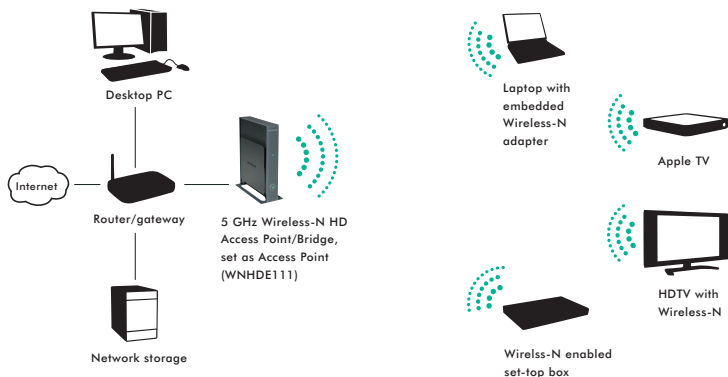 Desktop PC
Internet
Router/gateway
5 GHz Wireless-N HD
Access Point/Bridge,
set as Access Point
(WNHDE111)
Network storage
Laptop with
embedded
Wireless-N
adapter
Apple TV
HDTV with
Wireless-N
Wirelss-N enabled
set-top box